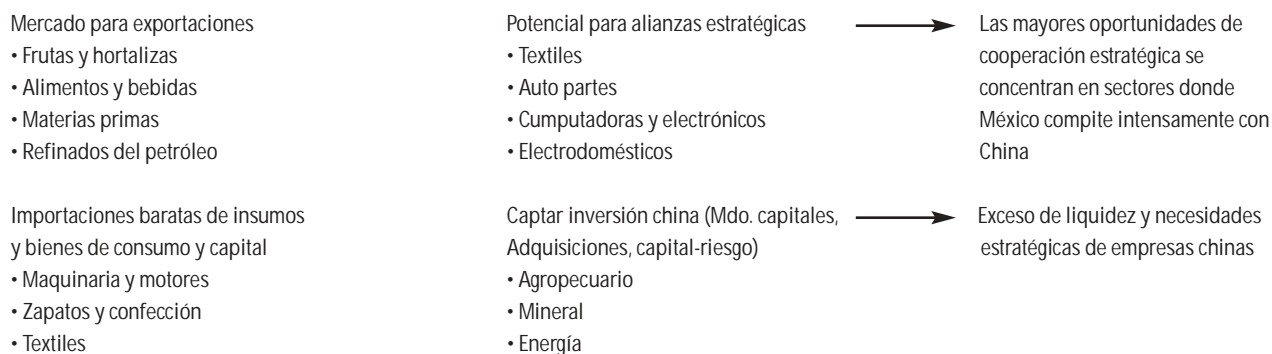 Mercado para exportaciones
• Frutas y hortalizas
• Alimentos y bebidas
• Materias primas
• Refinados del petróleo
Potencial para alianzas estratégicas
• Textiles
• Auto partes
• Cumputadoras y electrónicos
• Electrodomésticos
Las mayores oportunidades de
cooperación estratégica se
concentran en sectores donde
México compite intensamente con
China
Importaciones baratas de insumos
y bienes de consumo y capital
• Maquinaria y motores
• Zapatos y confección
• Textiles
Captar inversión china (Mdo. capitales,
Adquisiciones, capital-riesgo)
• Agropecuario
• Mineral
• Energía
Exceso de liquidez y necesidades
estratégicas de empresas chinas